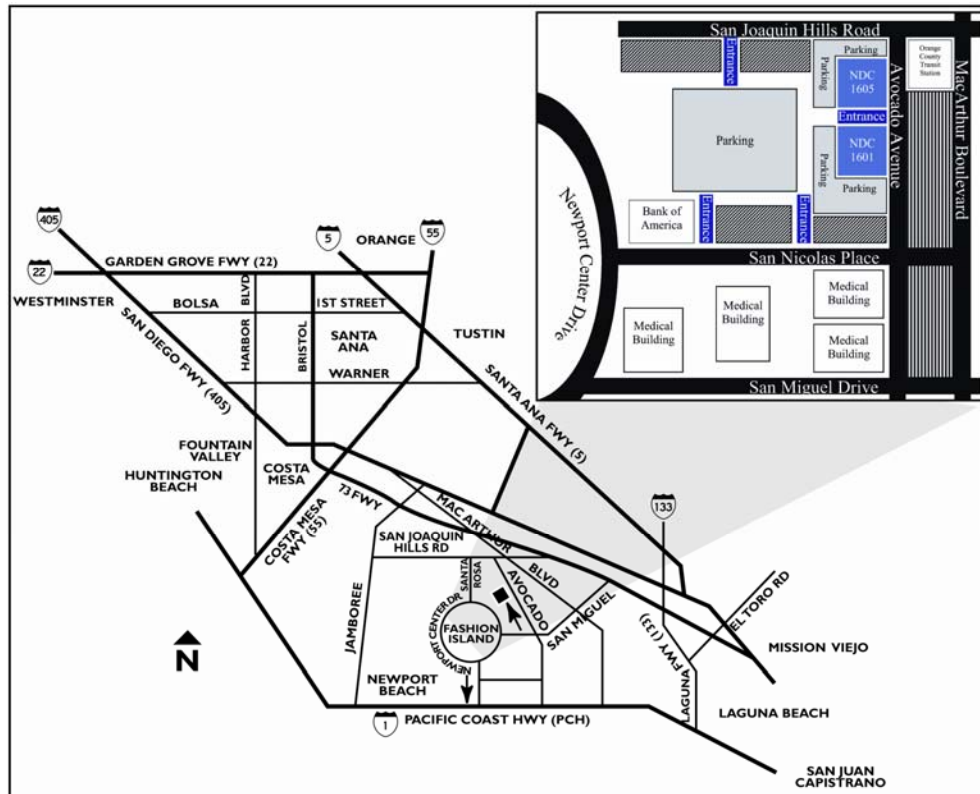 San Joaquin Hills Road
Entrance
Parking
Parking
NDC
1605
Avocado Avenue
Orange
County
Transit
Station
MacArthur Boulevard
Entrance
Parking
Parking
NDC
1601
Parking
Newport Center Drive
Bank of
America
Entrance
Entrance
San Nicolas Place
Medical
Building
Medical
Building
Medical
Building
Medical
Building
San Miguel Drive
405
5
ORANGE
55
22
GARDEN GROVE FWY (22)
WESTMINSTER
BOLSA
HARBOR BLVD
BRISTOL
1ST STREET
SANTA
ANA
TUSTIN
SAN DIEGO FWY (405)
WARNER
SANTA ANA FWY (5)
FOUNTAIN
VALLEY
HUNTINGTON
BEACH
COSTA
MESA
COSTA MESA
FWY (55)
73 FWY
MAC ARTHUR BLVD
133
SAN JOAQUIN
HILLS RD
SANTA
ROSA
AVOCADO
SAN MIGUEL
JAMBOREE
NEWPORT CENTER DR
FASHION
ISLAND
NEWPORT
EL TORO RD
LAGUNA FWY (133)
MISSION VIEJO
N
NEWPORT
BEACH
LAGUNA BEACH
1
PACIFIC COAST HWY (PCH)
SAN JUAN
CAPISTRANO